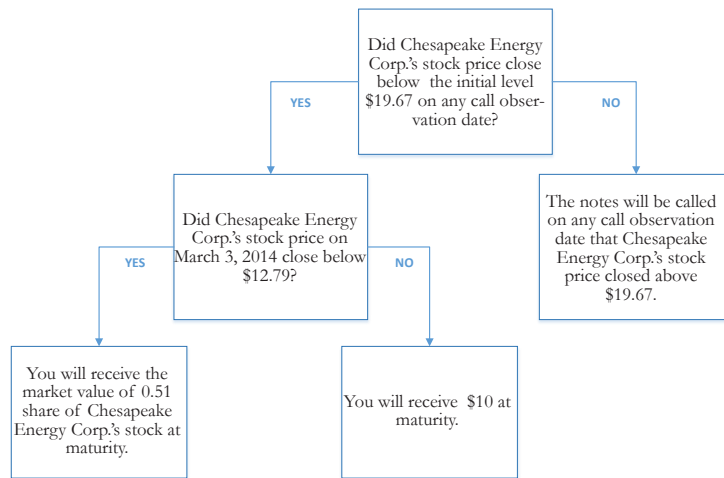 Did Chesapeake Energy
Corp.'s stock price close
below the initial level
$19.67 on any call obser-
vation date?
YES
NO
Did Chesapeake Energy
Corp.'s stock price on
March 3, 2014 close below
$12.79?
The notes will be called
on any call observation
date that Chesapeake
Energy Corp.'s stock
price closed above
$19.67.
YES
NO
You will receive the
market value of 0.51
share of Chesapeake
Energy Corp.'s stock at
maturity.
You will receive $10 at
maturity.